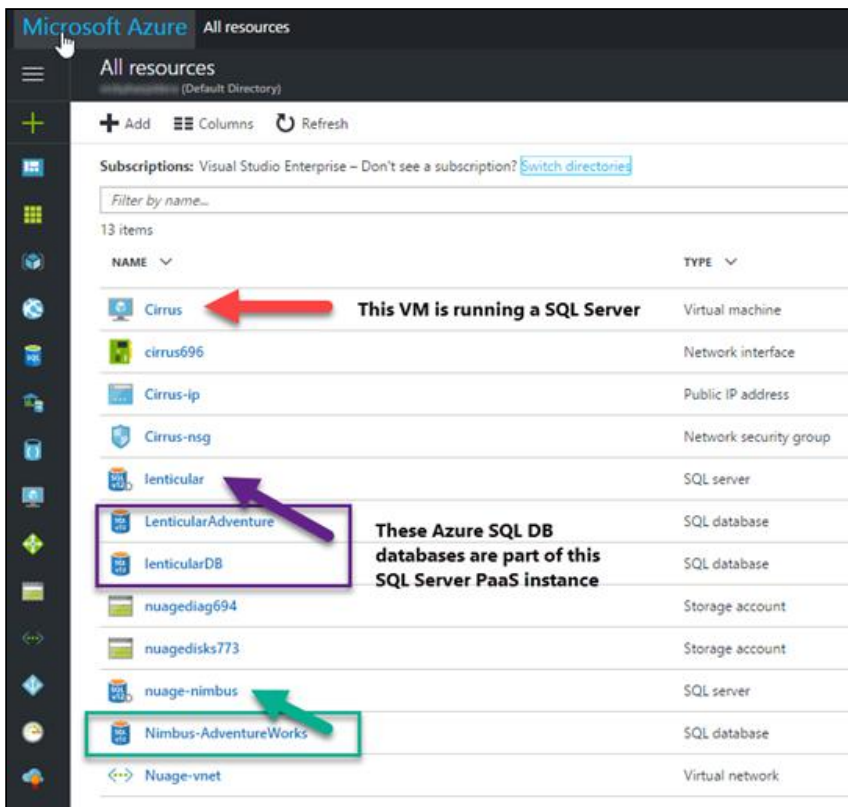 Microsoft Azure All resources
All resources
(Default Directory)
Add Columns Refresh
Subscriptions: Visual Studio Enterprise – Don't see a subscription? Switch directories
Filter by name...
13 items
NAME TYPE
Cirrus This VM is running a SQL Server Virtual machine
cirrus696 Network interface
Cirrus-ip Public IP address
Cirrus-nsg Network security group
lenticular SQL server
LenticularAdventure SQL database
These Azure SQL DB
databases are part of this
SQL Server PaaS instance
lenticularDB SQL database
nuagediag694 Storage account
nuagedisks773 Storage account
nuage-nimbus SQL server
Nimbus-AdventureWorks SQL database
Nuage-vnet Virtual network